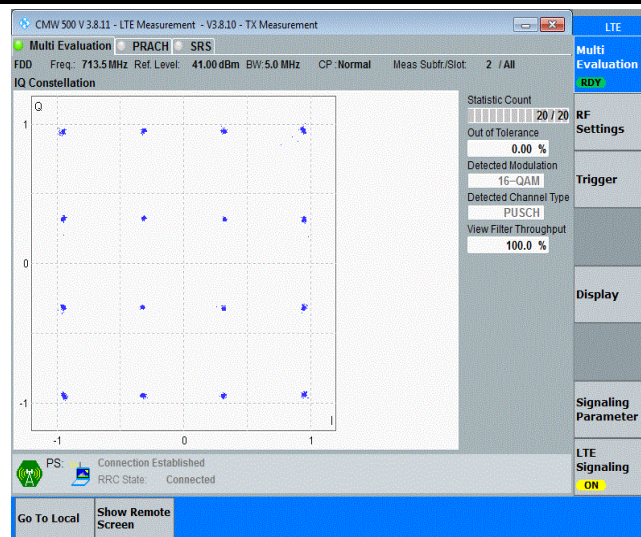 CMW 500 V 3.8.11 - LTE Measurement - V3.8.10 - TX Measurement
LTE
Multi Evaluation PRACH SRS
Multi
Evaluation
RDY
FDD Freq.: 713.5 MHz Ref. Level: 41.00 dBm BW: 5.0 MHz CP : Normal Meas Subfr./Slot: 2 / All
IQ Constellation
Q
1
0
-1
-1 0 1
I
Statistic Count
20 / 20
Out of Tolerance
0.00 %
Detected Modulation
16-QAM
Detected Channel Type
PUSCH
View Filter Throughput
100.0 %
RF
Settings
Trigger
Display
Signaling
Parameter
LTE
Signaling
ON
PS: Connection Established
RRC State: Connected
Go To Local
Show Remote
Screen